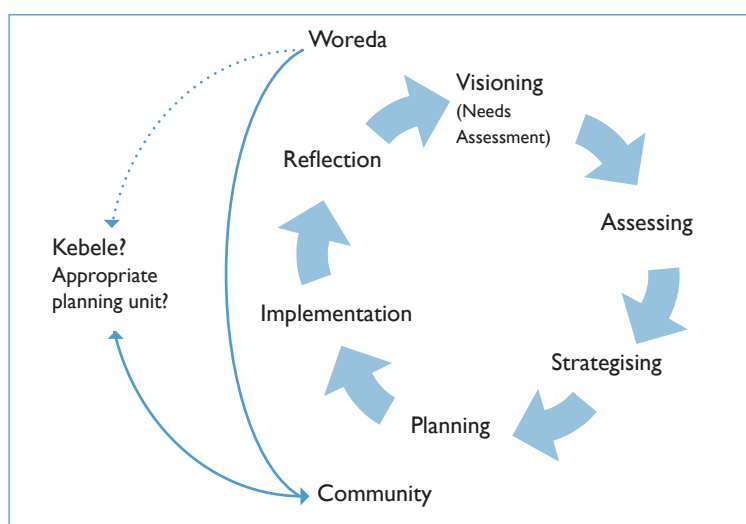 Woreda
Visioning
(Needs
Assessment)
Reflection
Assessing
Kebele?
Appropriate
planning unit?
Implementation
Strategising
Planning
Community